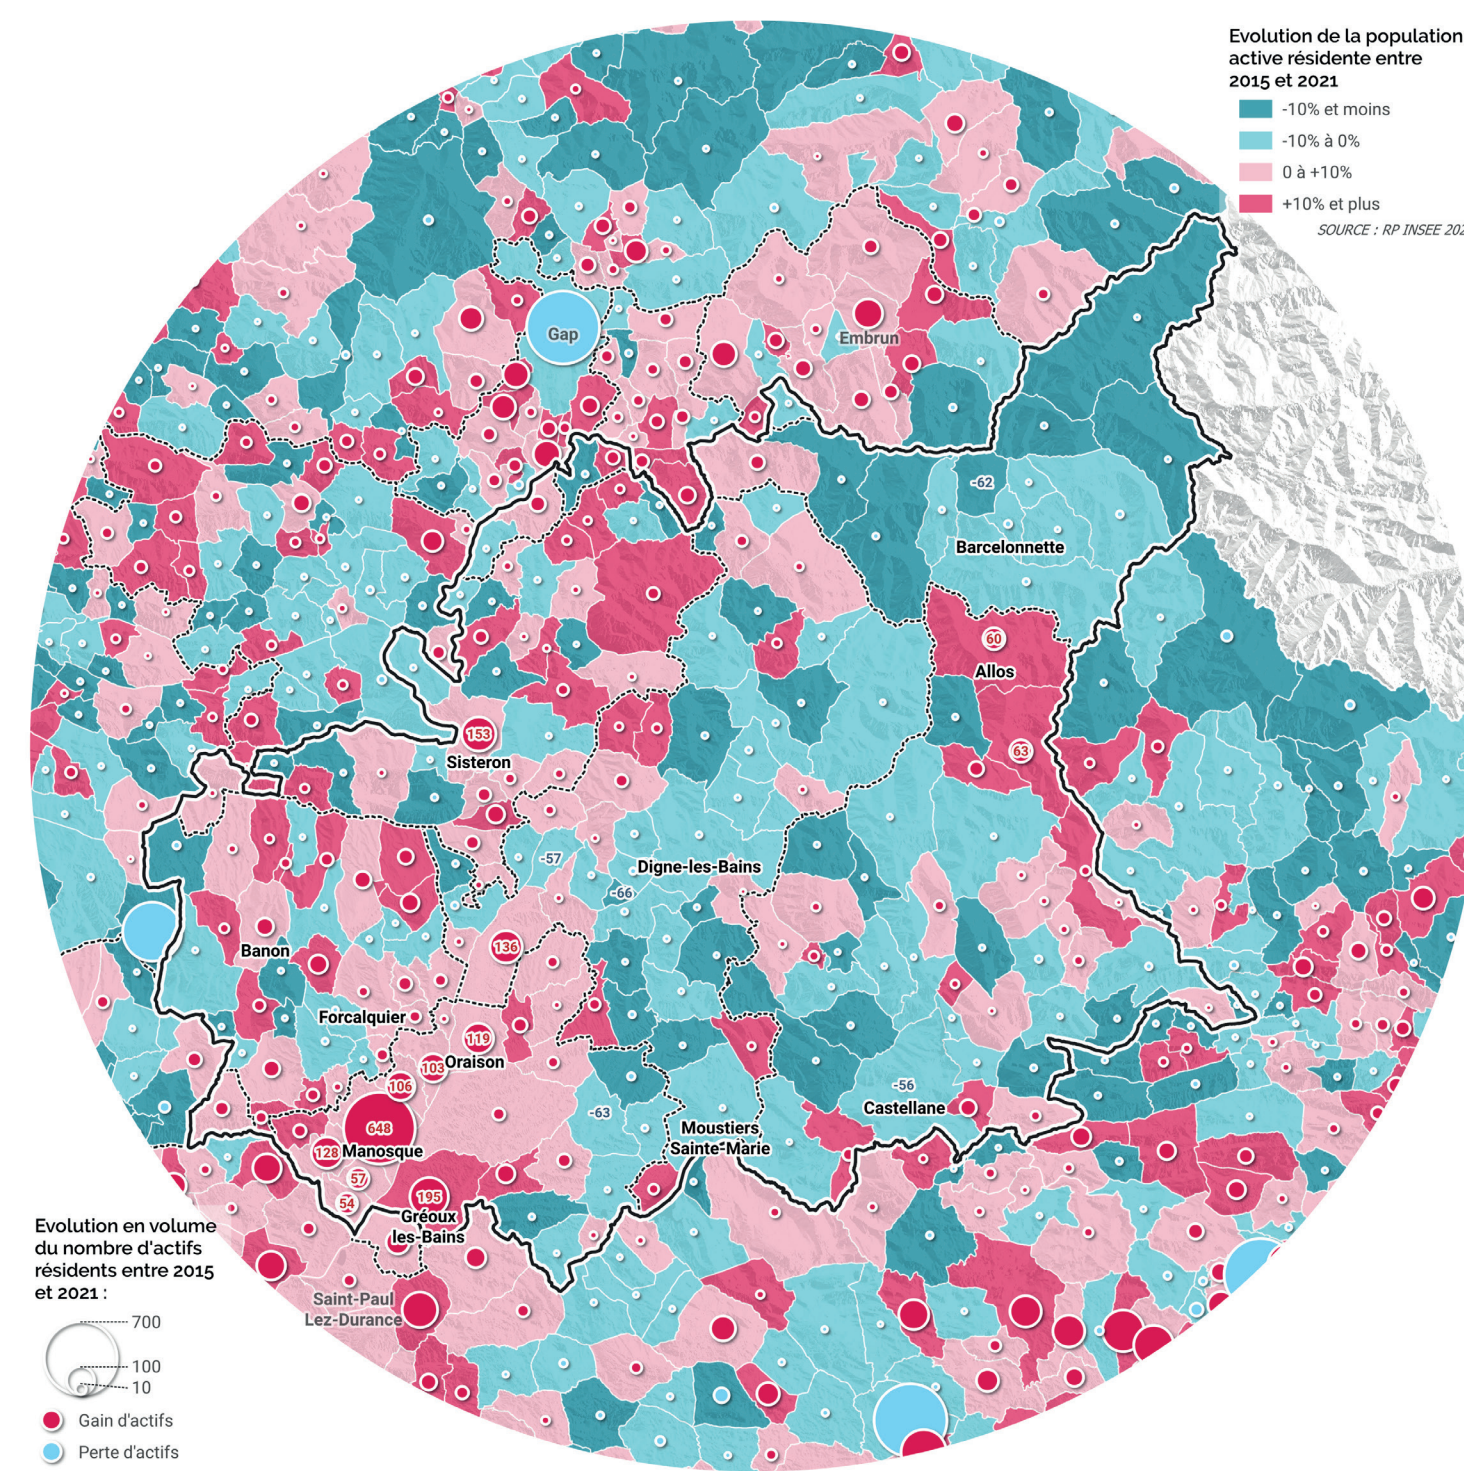 Evolution de la population
active résidente entre
2015 et 2021
-10% et moins
-10% à 0%
0 à +10%
+10% et plus
SOURCE : RP INSEE 202
Gap
Embrun
-62
Barcelonnette
60
Allos
63
153
Sisteron
-57
Digne-les-Bains
-66
136
Banon
Forcalquier
119
Oraison
103
106
-56
Castellane
-63
648
Manosque
128
Moustiers
Sainte-Marie
57
195
54
Gréoux
les-Bains
Saint-Paul
Lez-Durance
Evolution en volume
du nombre d'actifs
résidents entre 2015
et 2021 :
700
100
10
Gain d'actifs
Perte d'actifs